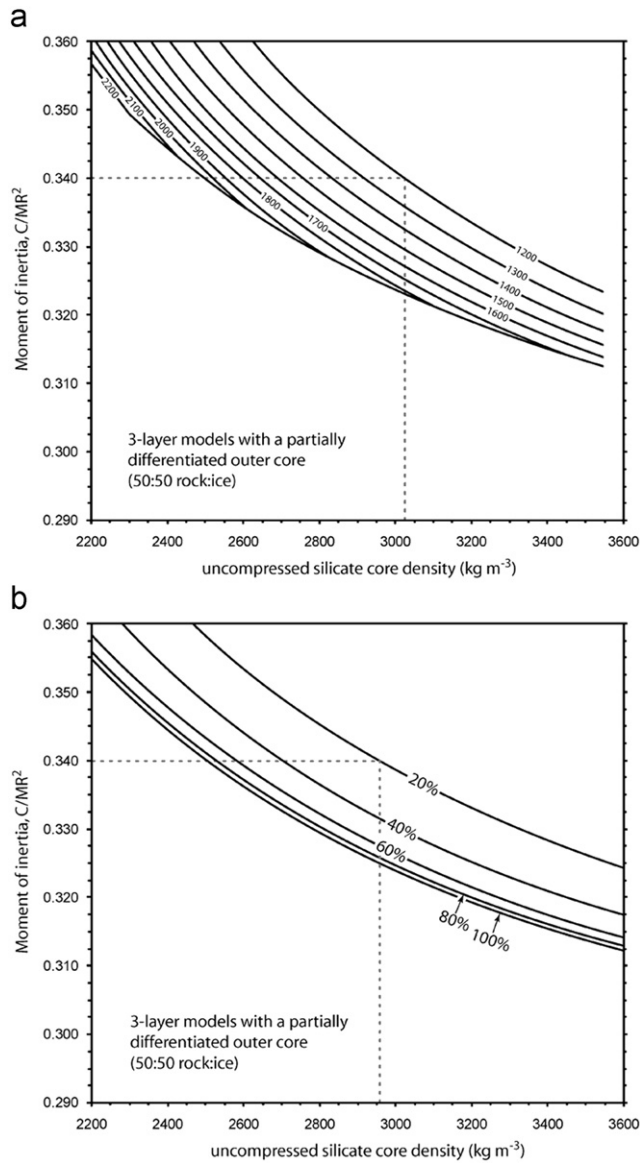 a
0.360
0.350
0.340
0.330
0.320
0.310
0.300
0.290
Moment of inertia, C/MR²
2200
2100
2000
1900
1800
1700
1200
1300
1400
1500
1600
3-layer models with a partially
differentiated outer core
(50:50 rock:ice)
2200 2400 2600 2800 3000 3200 3400 3600
uncompressed silicate core density (kg m⁻³)
b
0.360
0.350
0.340
0.330
0.320
0.310
0.300
0.290
Moment of inertia, C/MR²
20%
40%
60%
80%
100%
3-layer models with a partially
differentiated outer core
(50:50 rock:ice)
2200 2400 2600 2800 3000 3200 3400 3600
uncompressed silicate core density (kg m⁻³)